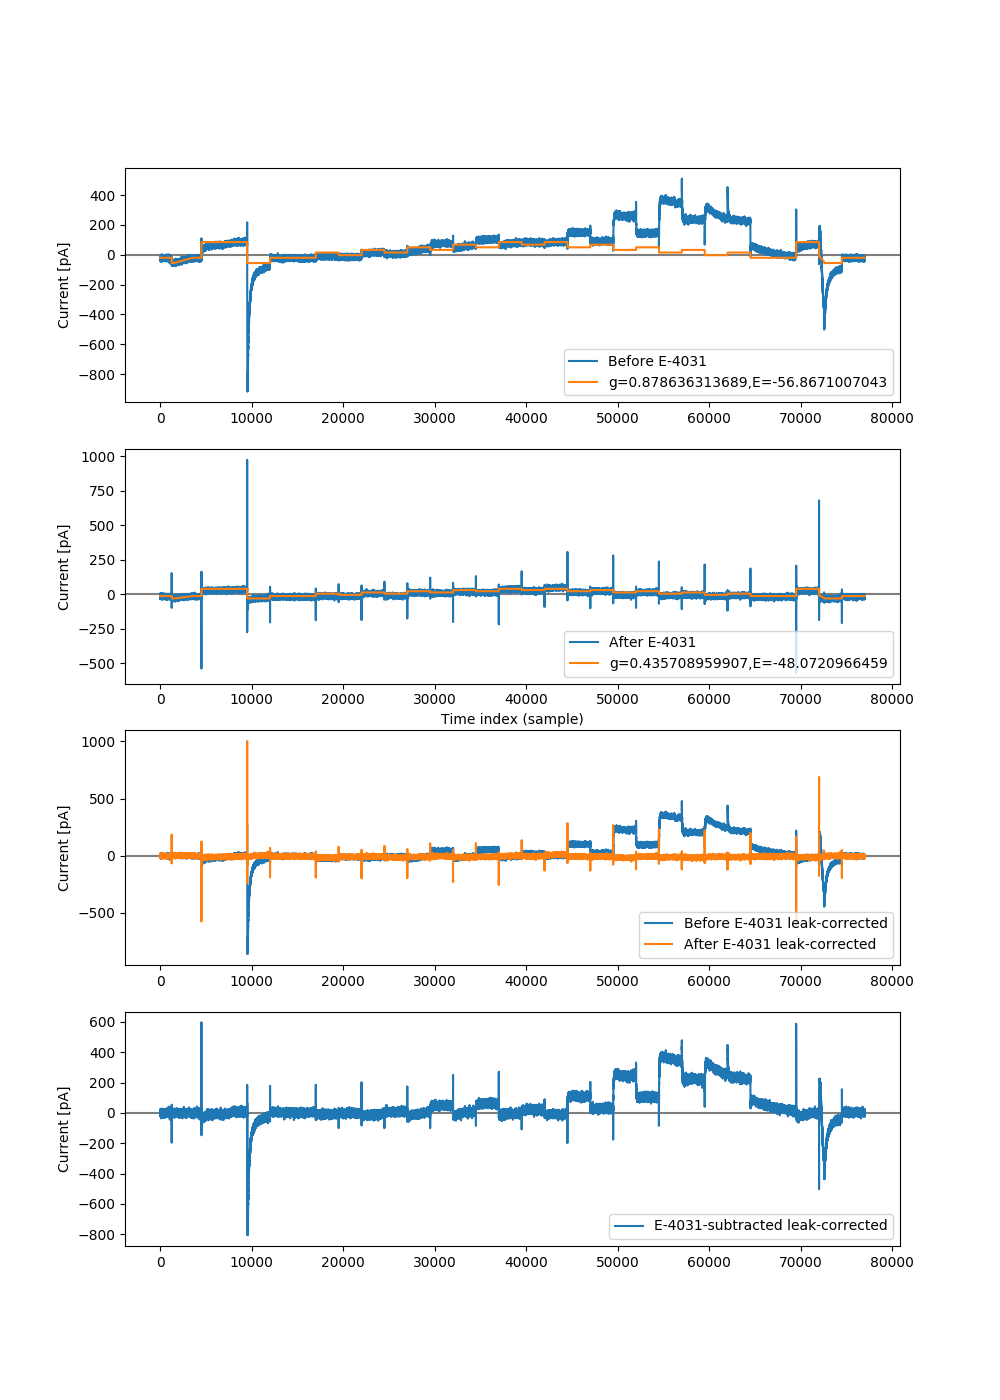 400
200
0
−200
−400
−600
−800
Current [pA]
Before E-4031
g=0.878636313689,E=-56.8671007043
0 10000 20000 30000 40000 50000 60000 70000 80000
1000
750
500
250
0
−250
−500
Current [pA]
After E-4031
g=0.435708959907,E=-48.0720966459
0 10000 20000 30000 40000 50000 60000 70000 80000
Time index (sample)
1000
500
0
−500
Current [pA]
Before E-4031 leak-corrected
After E-4031 leak-corrected
0 10000 20000 30000 40000 50000 60000 70000 80000
600
400
200
0
−200
−400
−600
−800
Current [pA]
E-4031-subtracted leak-corrected
0 10000 20000 30000 40000 50000 60000 70000 80000